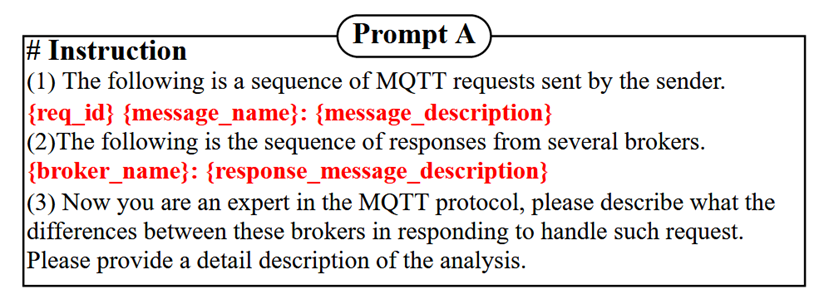 Prompt A
# Instruction
(1) The following is a sequence of MQTT requests sent by the sender.
{req_id} {message_name}: {message_description}
(2)The following is the sequence of responses from several brokers.
{broker_name}: {response_message_description}
(3) Now you are an expert in the MQTT protocol, please describe what the
differences between these brokers in responding to handle such request.
Please provide a detail description of the analysis.